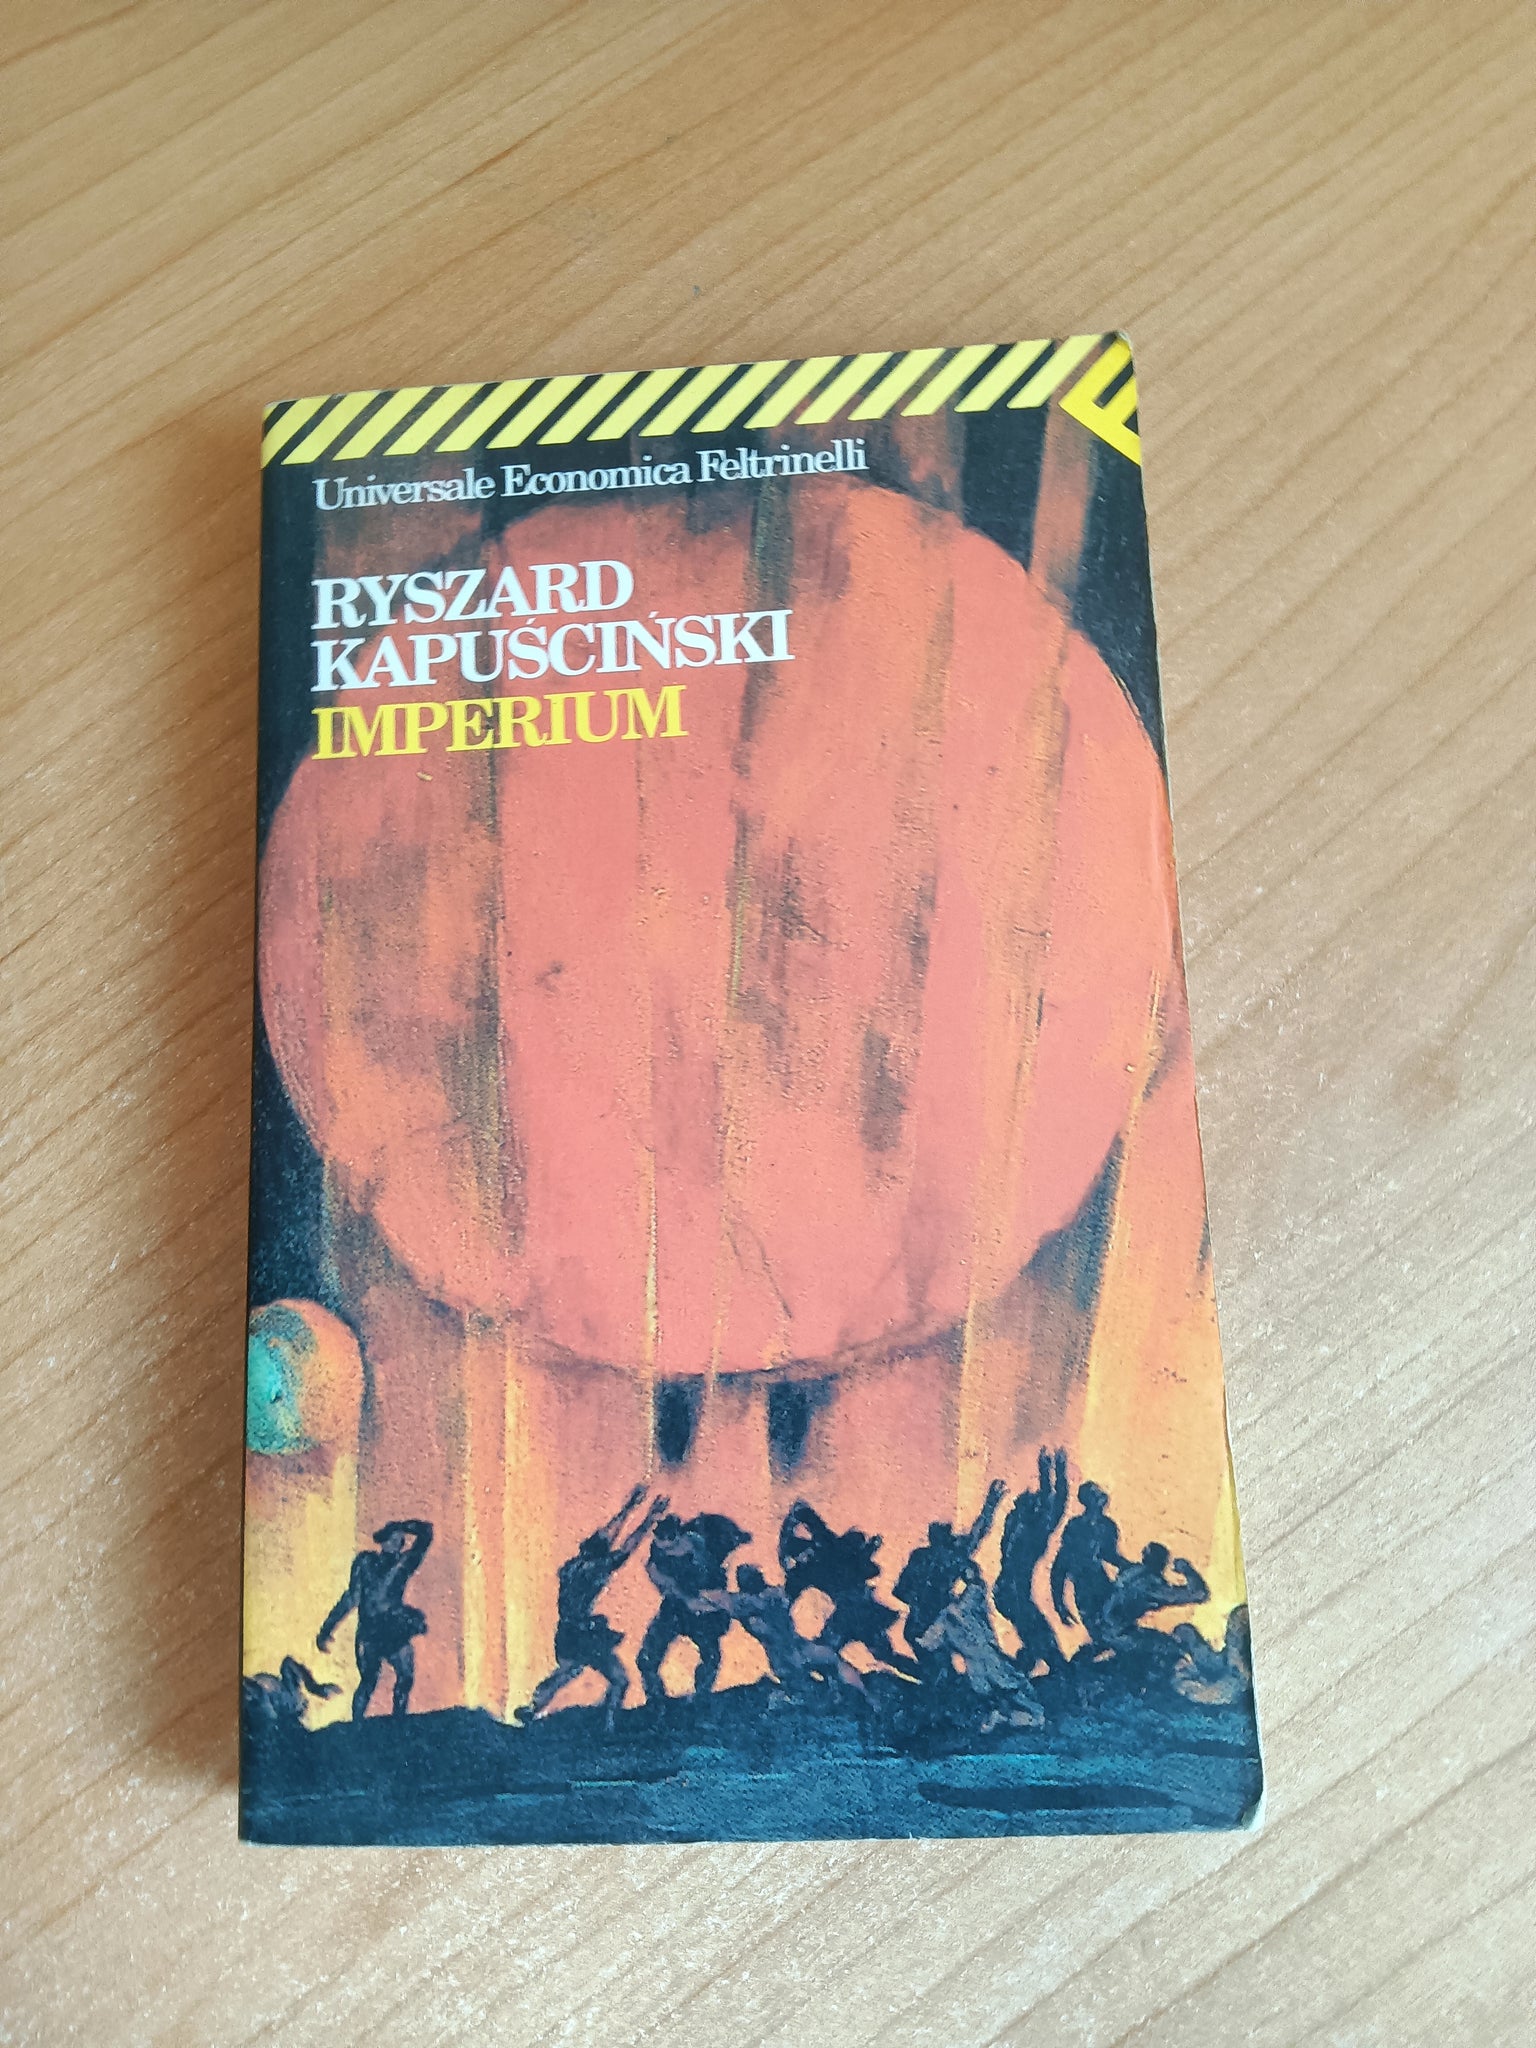 Universale Economica Feltrinelli
RYSZARD
KAPUŚCIŃSKI
IMPERIUM